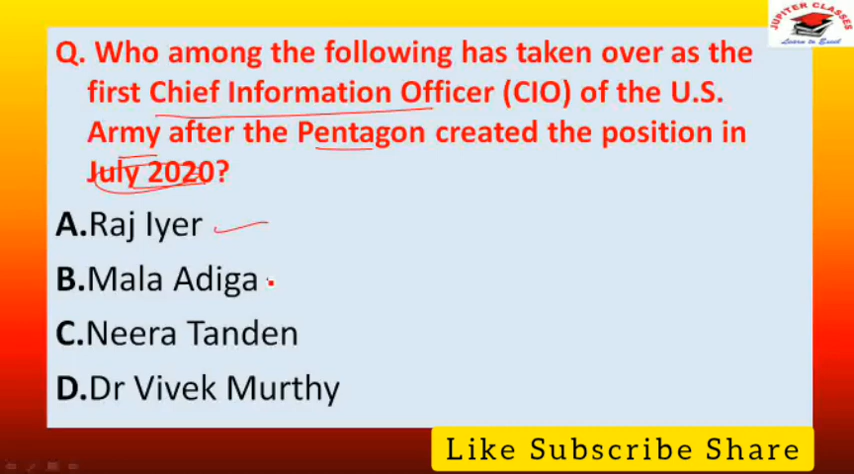 JUPITER CLASSES
Learn to Excel
Q. Who among the following has taken over as the
first Chief Information Officer (CIO) of the U.S.
Army after the Pentagon created the position in
July 2020?
A.Raj Iyer
B.Mala Adiga
C.Neera Tanden
D.Dr Vivek Murthy
Like Subscribe Share